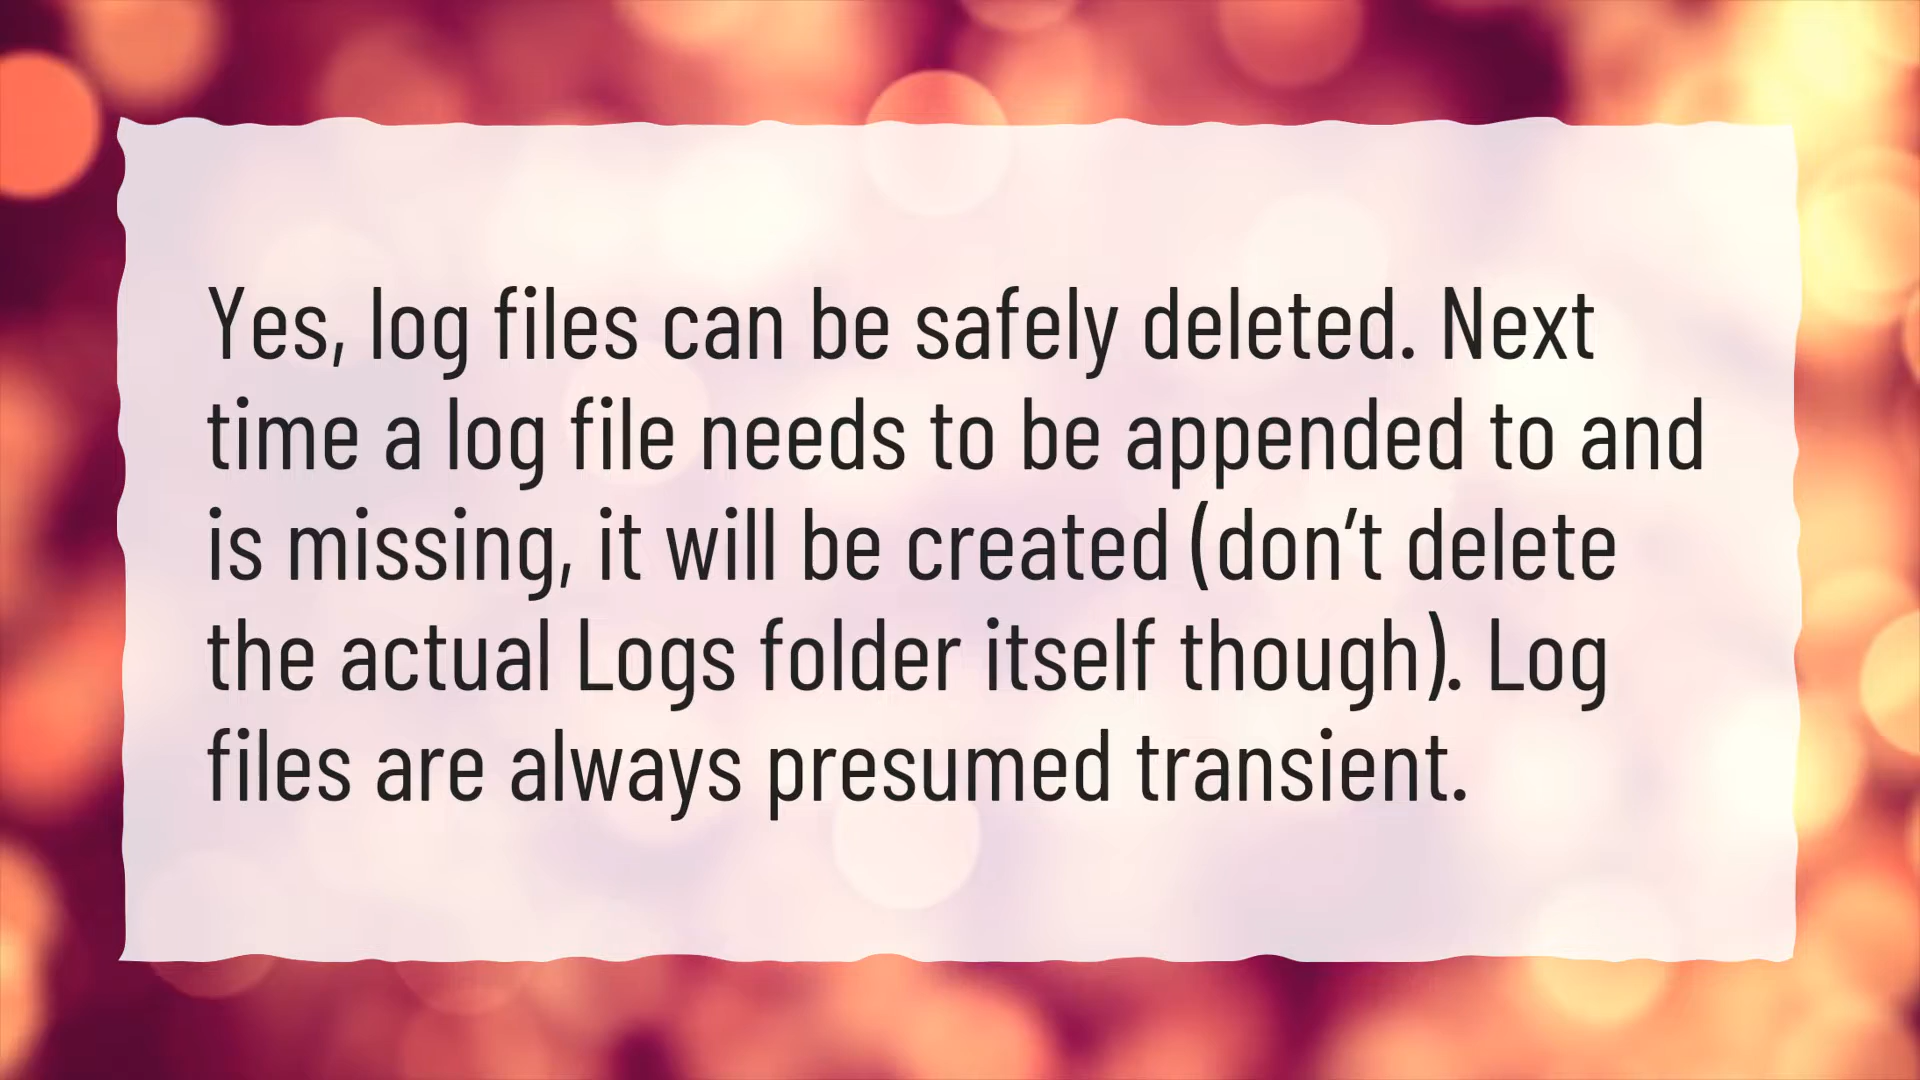 Yes, log files can be safely deleted. Next
time a log file needs to be appended to and
is missing, it will be created (don’t delete
the actual Logs folder itself though). Log
files are always presumed transient.